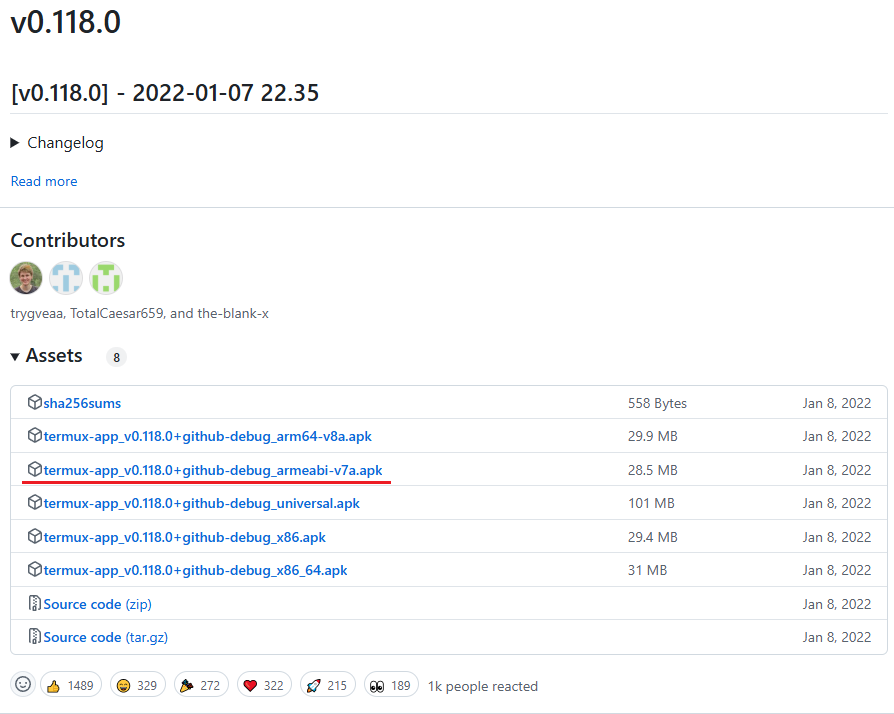 v0.118.0
[v0.118.0] - 2022-01-07 22.35
Changelog
Read more
Contributors
trygveaa, TotalCaesar659, and the-blank-x
Assets 8
sha256sums 558 Bytes Jan 8, 2022
termux-app_v0.118.0+github-debug_arm64-v8a.apk 29.9 MB Jan 8, 2022
termux-app_v0.118.0+github-debug_armeabi-v7a.apk 28.5 MB Jan 8, 2022
termux-app_v0.118.0+github-debug_universal.apk 101 MB Jan 8, 2022
termux-app_v0.118.0+github-debug_x86.apk 29.4 MB Jan 8, 2022
termux-app_v0.118.0+github-debug_x86_64.apk 31 MB Jan 8, 2022
Source code (zip) Jan 8, 2022
Source code (tar.gz) Jan 8, 2022
1489 329 272 322 215 189 1k people reacted